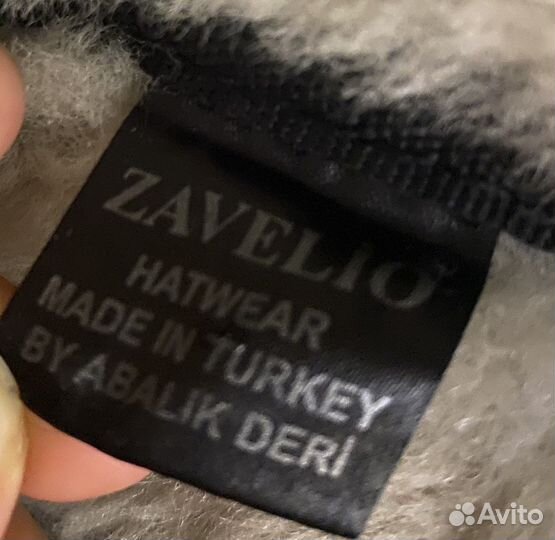 ZAVELIO
HATWEAR
MADE IN TURKEY
BY ABALIK DERİ
Avito